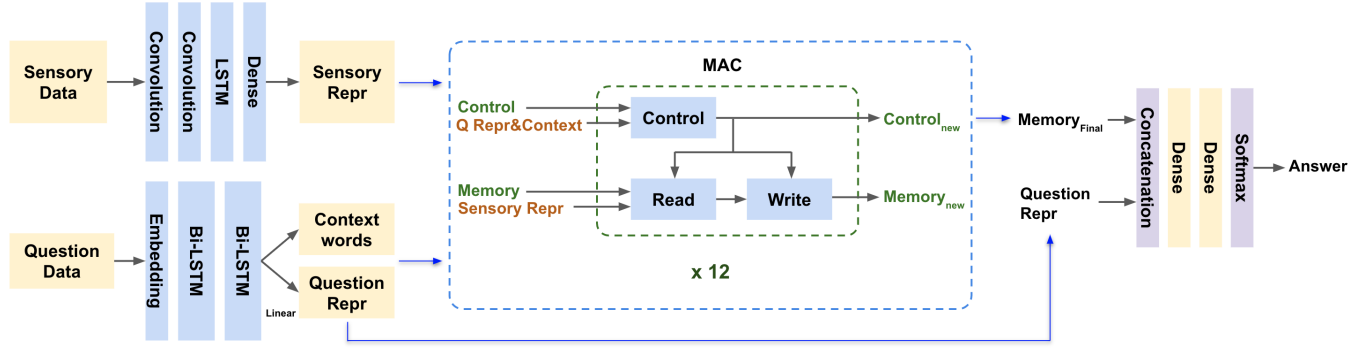 Sensory
Data
Convolution
Convolution
LSTM
Dense
Sensory
Repr
MAC
Control
Q Repr&Context
Control
Control new
Memory
Sensory Repr
Read
Write
Memory new
x 12
Question
Data
Embedding
Bi-LSTM
Bi-LSTM
Linear
Context
words
Question
Repr
Memory Final
Question
Repr
Concatenation
Dense
Dense
Softmax
Answer